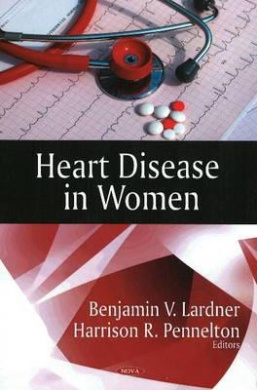 Heart Disease
in Women
Benjamin V. Lardner
Harrison R. Pennelton
Editors
NOVA